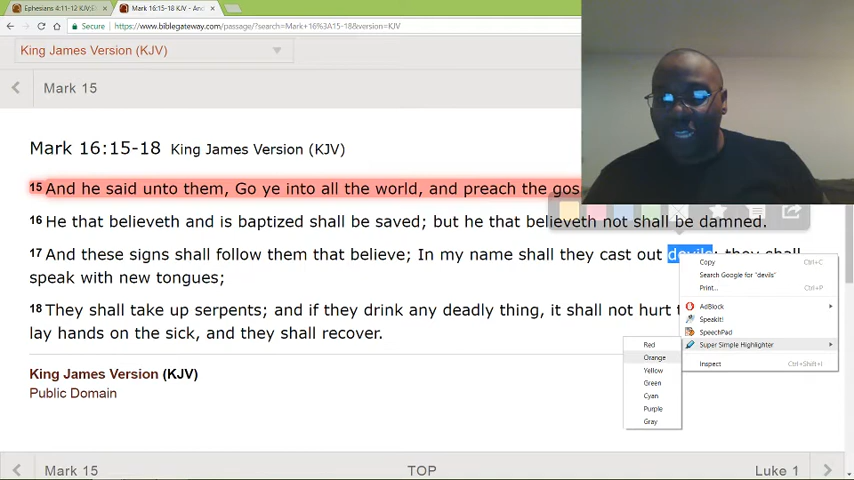 Ephesians 4:11-12 KJV;
Mark 16:15-18 KJV - And
Secure
https://www.biblegateway.com/passage/?search=Mark+16%3A15-18&version=KJV
King James Version (KJV)
Mark 15
Mark 16:15-18 King James Version (KJV)
15 And he said unto them, Go ye into all the world, and preach the gos
16 He that believeth and is baptized shall be saved; but he that believeth not shall be damned.
17 And these signs shall follow them that believe; In my name shall they cast out devils; they shall
speak with new tongues;
18 They shall take up serpents; and if they drink any deadly thing, it shall not hurt
lay hands on the sick, and they shall recover.
Copy Ctrl+C
Search Google for "devils"
Print... Ctrl+P
AdBlock
SpeakIt!
SpeechPad
Super Simple Highlighter
Inspect Ctrl+Shift+I
Red
Orange
Yellow
Green
Cyan
Purple
Gray
King James Version (KJV)
Public Domain
Mark 15 TOP Luke 1